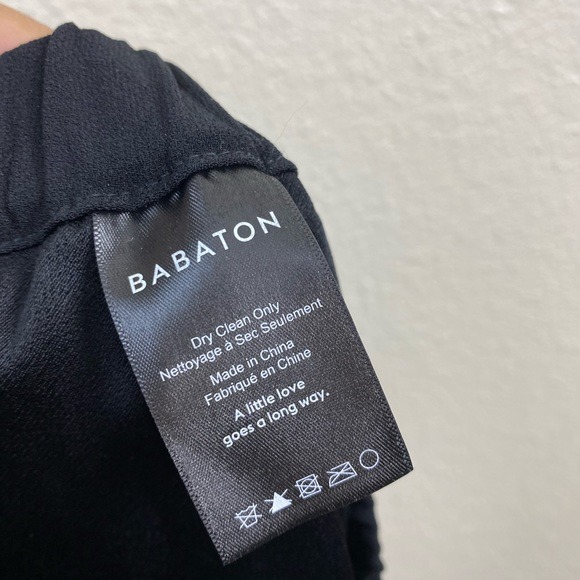 BABATON
Dry Clean Only
Nettoyage à Sec Seulement
Made in China
Fabriqué en Chine
A little love
goes a long way.